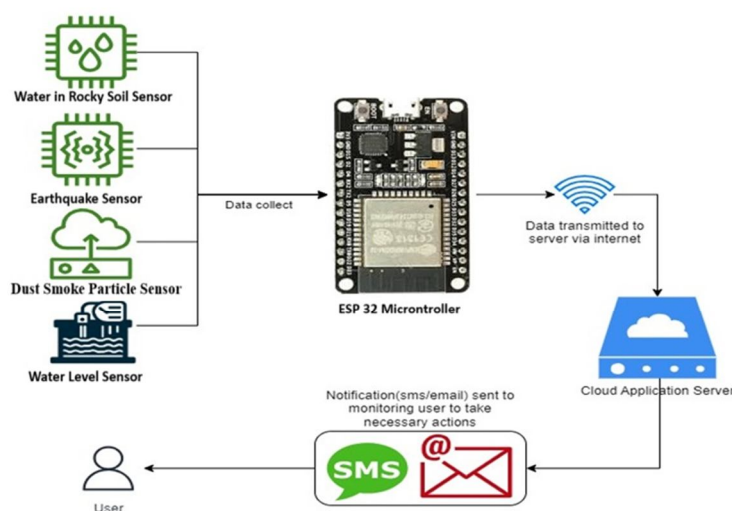 Water in Rocky Soil Sensor
Earthquake Sensor
Dust Smoke Particle Sensor
Water Level Sensor
Data collect
BOOT
EN
ESP 32 Microntroller
Data transmitted to
server via internet
Cloud Application Server
Notification(sms/email) sent to
monitoring user to take
necessary actions
SMS
@
User